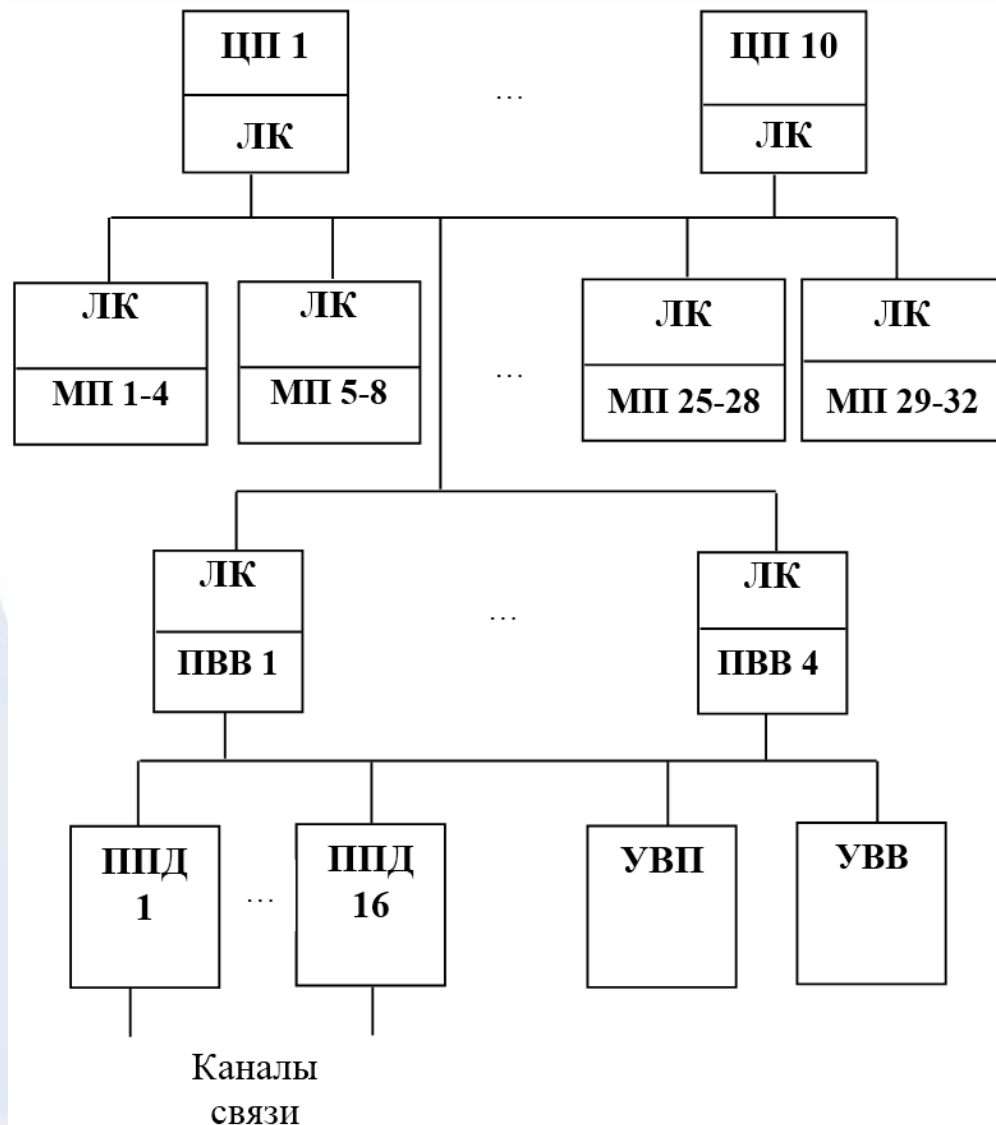 ЦП 1
...
ЦП 10
ЛК
ЛК
ЛК
ЛК
ЛК
ЛК
МП 1-4
МП 5-8
...
МП 25-28
МП 29-32
ЛК
ЛК
...
ПВВ 1
ПВВ 4
ППД
1
...
ППД
16
УВП
УВВ
Каналы
связи